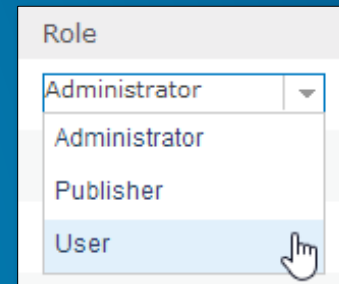 Role
Administrator
Administrator
Publisher
User